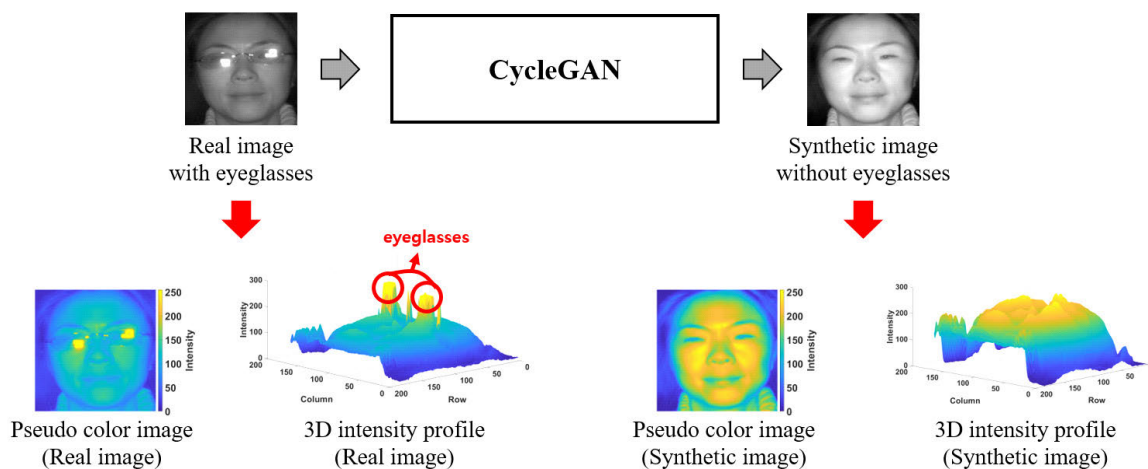 CycleGAN
Real image
with eyeglasses
Synthetic image
without eyeglasses
eyeglasses
250
200
150
100
50
0
Intensity
300
200
100
0
Intensity
200
150
100
50
0
Column
200
150
100
50
0
Row
250
200
150
100
50
0
Intensity
300
200
100
0
Intensity
200
150
100
50
0
Column
200
150
100
50
Row
Pseudo color image
(Real image)
3D intensity profile
(Real image)
Pseudo color image
(Synthetic image)
3D intensity profile
(Synthetic image)